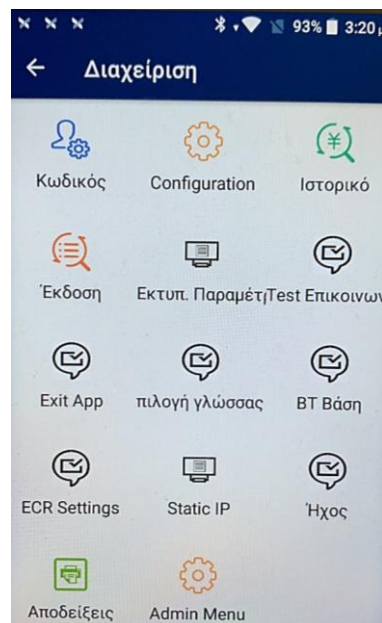 93% 3:20 μ
Διαχείριση
Κωδικός Configuration Ιστορικό
Έκδοση Εκτυπ. Παραμέτρ Test Επικοινων
Exit App πιλογή γλώσσας BT Βάση
ECR Settings Static IP Ήχος
Αποδείξεις Admin Menu